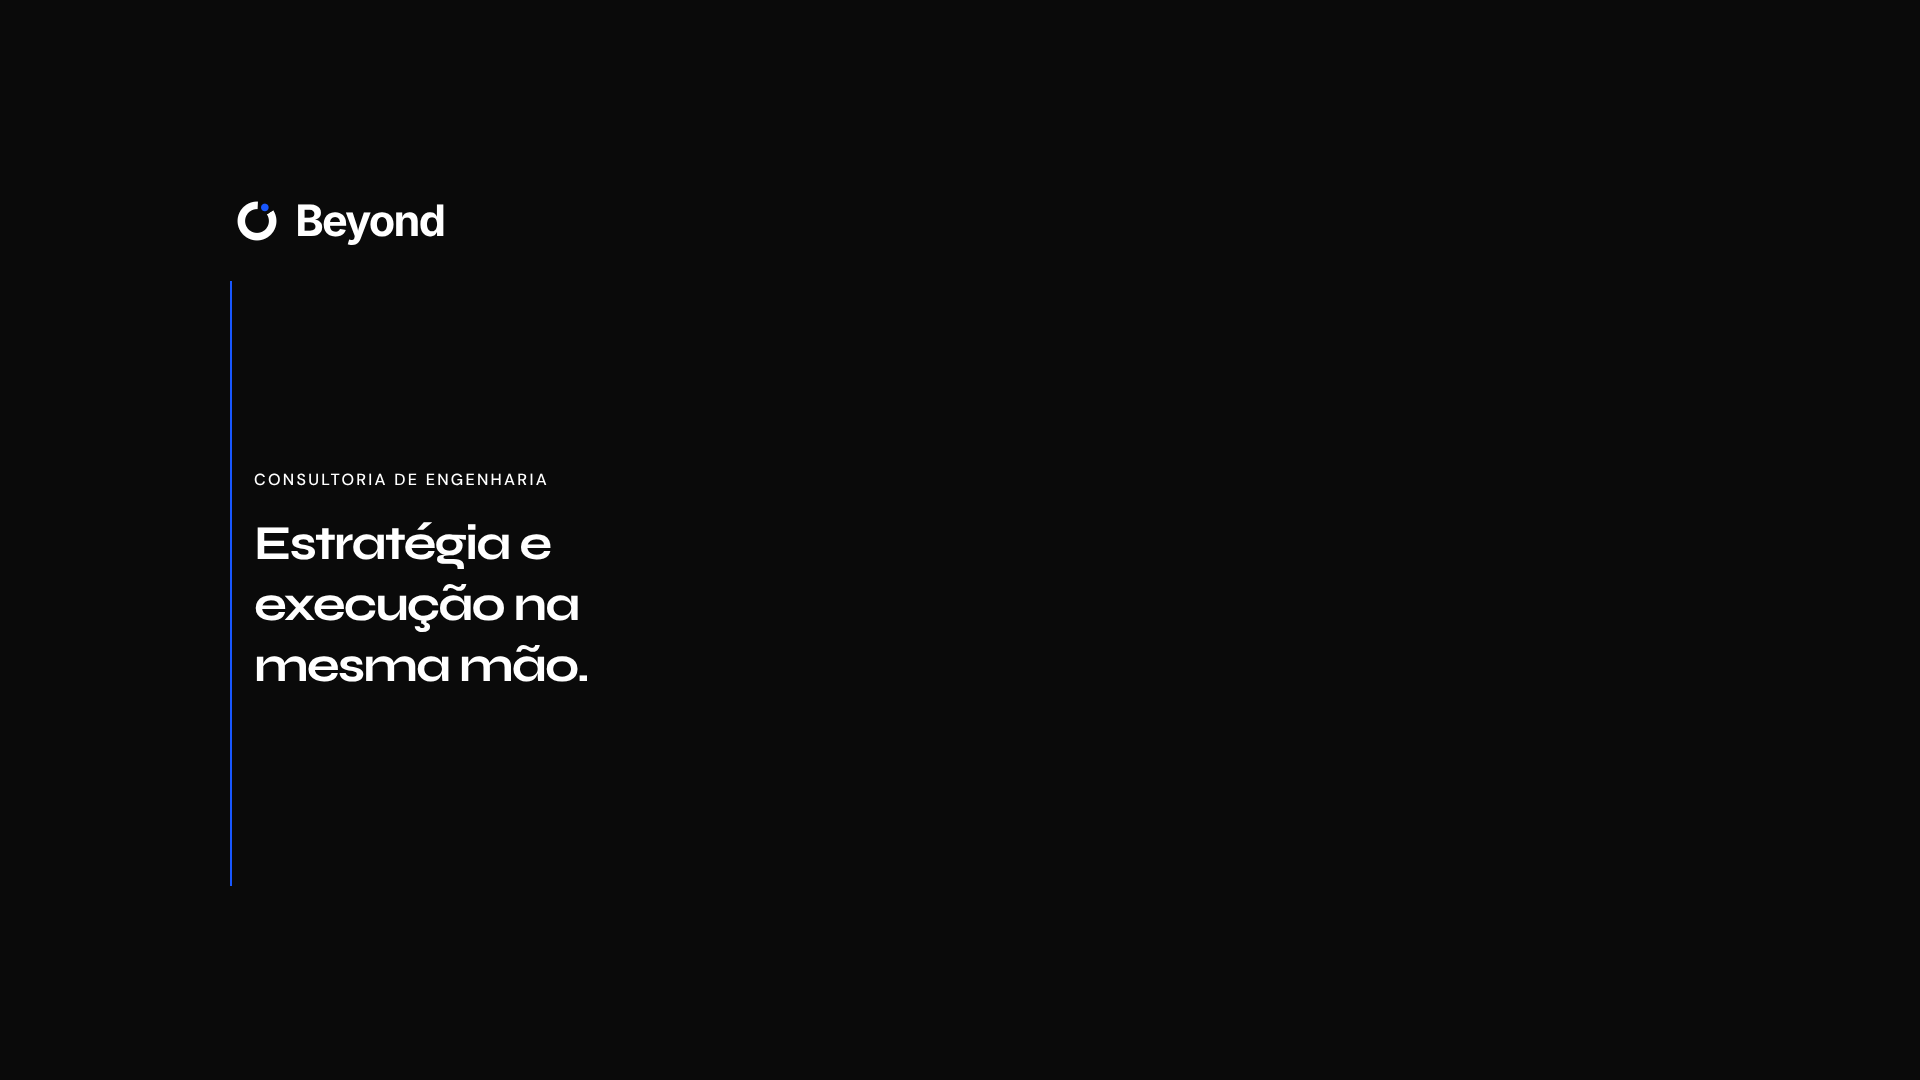 Beyond
CONSULTORIA DE ENGENHARIA
Estratégia e
execução na
mesma mão.